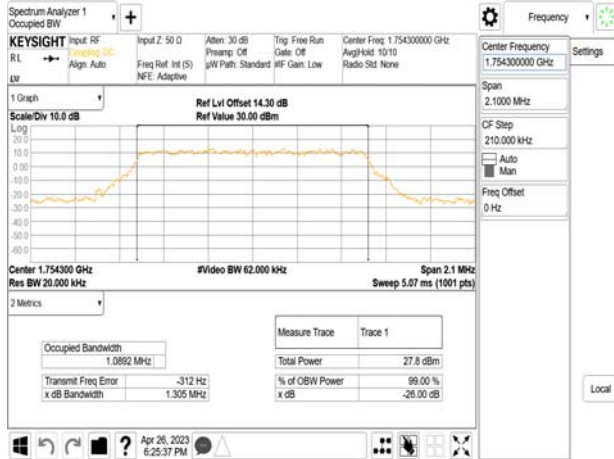 Spectrum Analyzer 1
Occupied BW
Frequency
KEYSIGHT
RL
Input: RF
Coupling: DC
Align: Auto
Input Z: 50 Ω
Freq Ref: Int (S)
NFE: Adaptive
Atten: 30 dB
Preamp: Off
µW Path: Standard
Trig: Free Run
Gate: Off
#IF Gain: Low
Center Freq: 1.754300000 GHz
Avg|Hold: 10/10
Radio Std: None
Center Frequency
1.754300000 GHz
Settings
Span
2.1000 MHz
CF Step
210.000 kHz
Auto
Man
Freq Offset
0 Hz
Local
1 Graph
Scale/Div 10.0 dB
Ref Lvl Offset 14.30 dB
Ref Value 30.00 dBm
Log
20.0
10.0
0.00
-10.0
-20.0
-30.0
-40.0
-50.0
-60.0
Center 1.754300 GHz
#Video BW 62.000 kHz
Span 2.1 MHz
Res BW 20.000 kHz
Sweep 5.07 ms (1001 pts)
2 Metrics
Measure Trace
Trace 1
Occupied Bandwidth
1.0892 MHz
Total Power
27.8 dBm
Transmit Freq Error
-312 Hz
% of OBW Power
99.00 %
x dB Bandwidth
1.305 MHz
x dB
-26.00 dB
?
Apr 26, 2023
6:25:37 PM